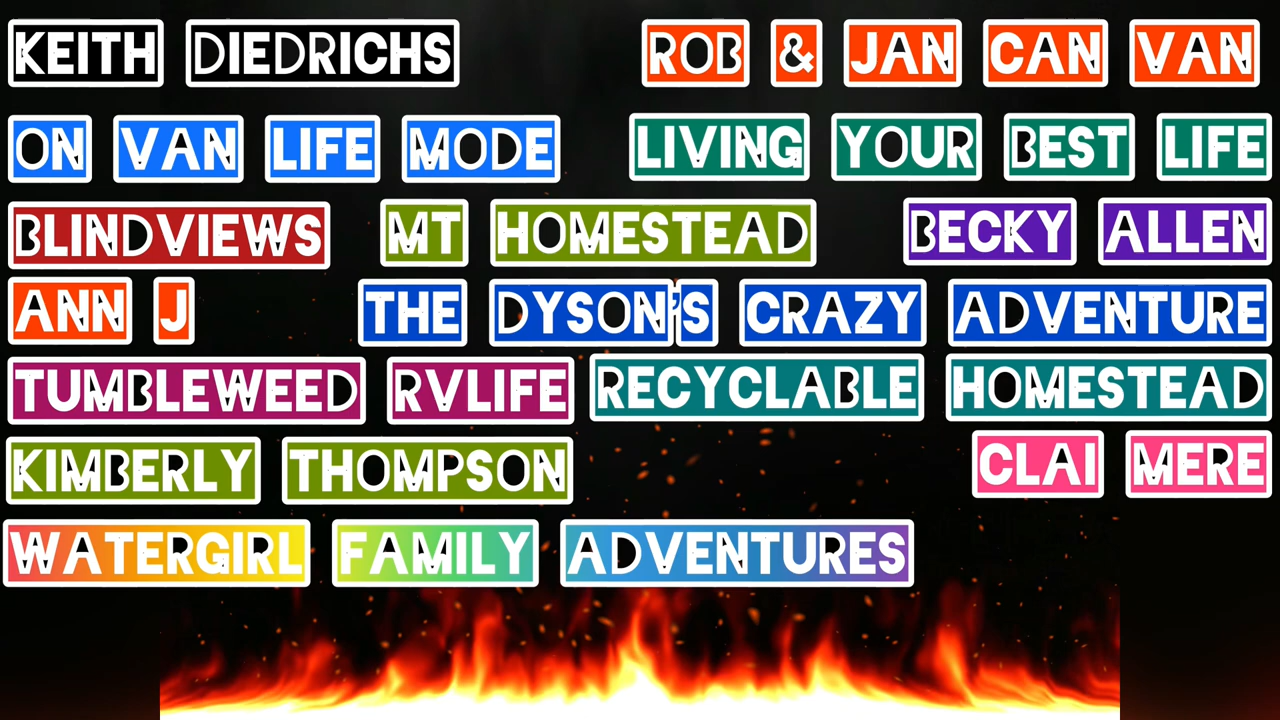 KEITH DIEDRICHS
ROB & JAN CAN VAN
ON VAN LIFE MODE
LIVING YOUR BEST LIFE
BLINDVIEWS
MT HOMESTEAD
BECKY ALLEN
ANN J
THE DYSON'S CRAZY ADVENTURE
TUMBLEWEED RVLIFE
RECYCLABLE HOMESTEAD
KIMBERLY THOMPSON
CLAI MERE
WATERGIRL FAMILY ADVENTURES